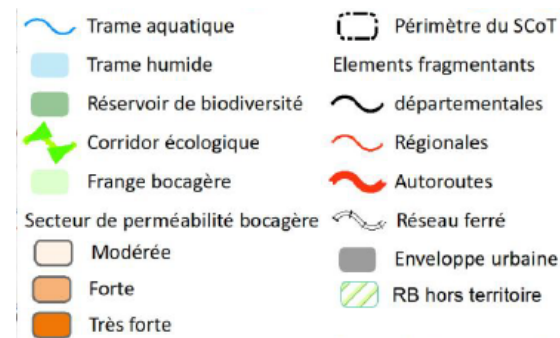 Trame aquatique
Trame humide
Réservoir de biodiversité
Corridor écologique
Frange bocagère
Secteur de perméabilité bocagère
Modérée
Forte
Très forte
Périmètre du SCoT
Elements fragmentants
départementales
Régionales
Autoroutes
Réseau ferré
Enveloppe urbaine
RB hors territoire